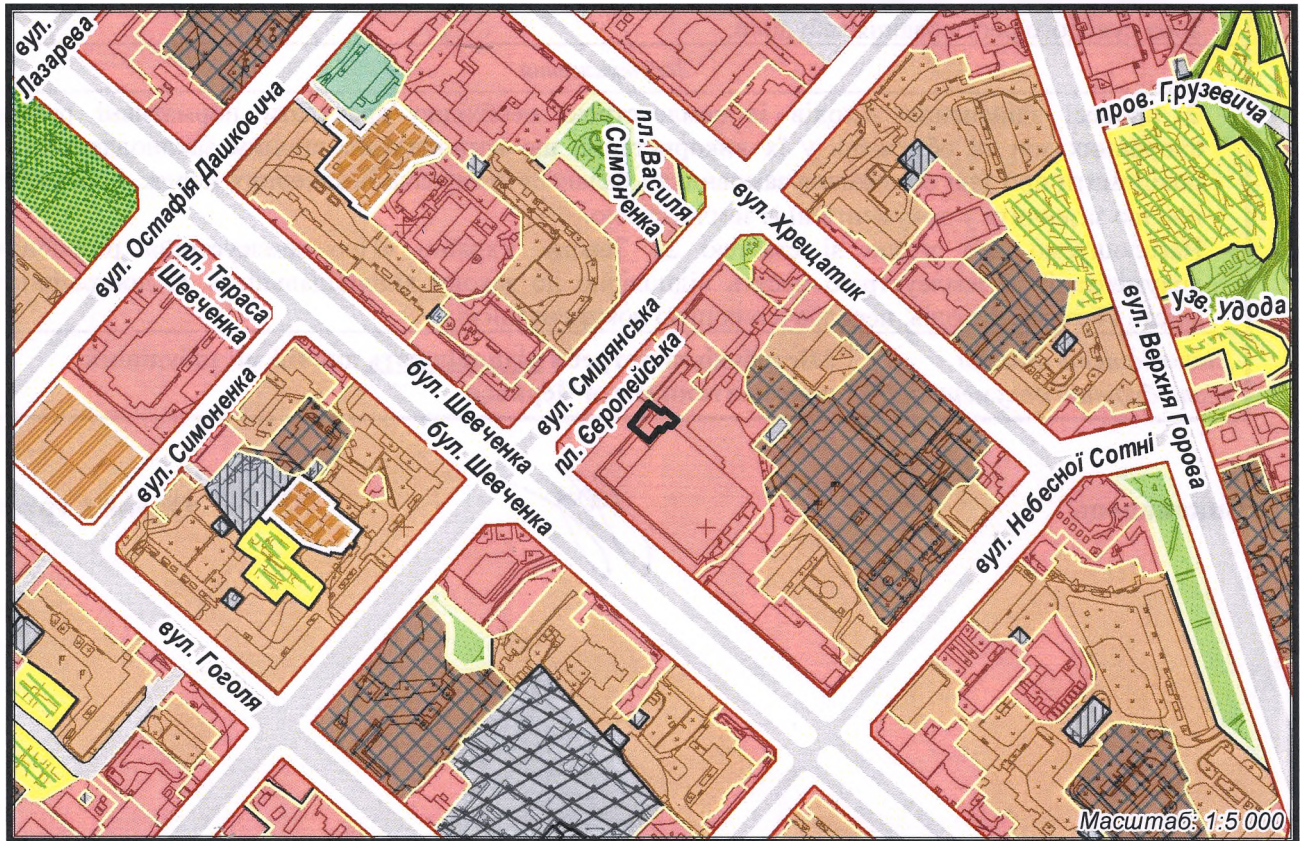 вул.
Лазарева
вул. Остафія Дашковича
пл. Василя
Симоненка
пров. Грузевича
вул. Хрещатик
пл. Тараса
Шевченка
вул. Смілянська
пл. Європейська
вул. Верхня Горова
узв. Удода
бул. Шевченка
бул. Шевченка
вул. Симоненка
вул. Небесної Сотні
вул. Гоголя
Масштаб: 1:5 000